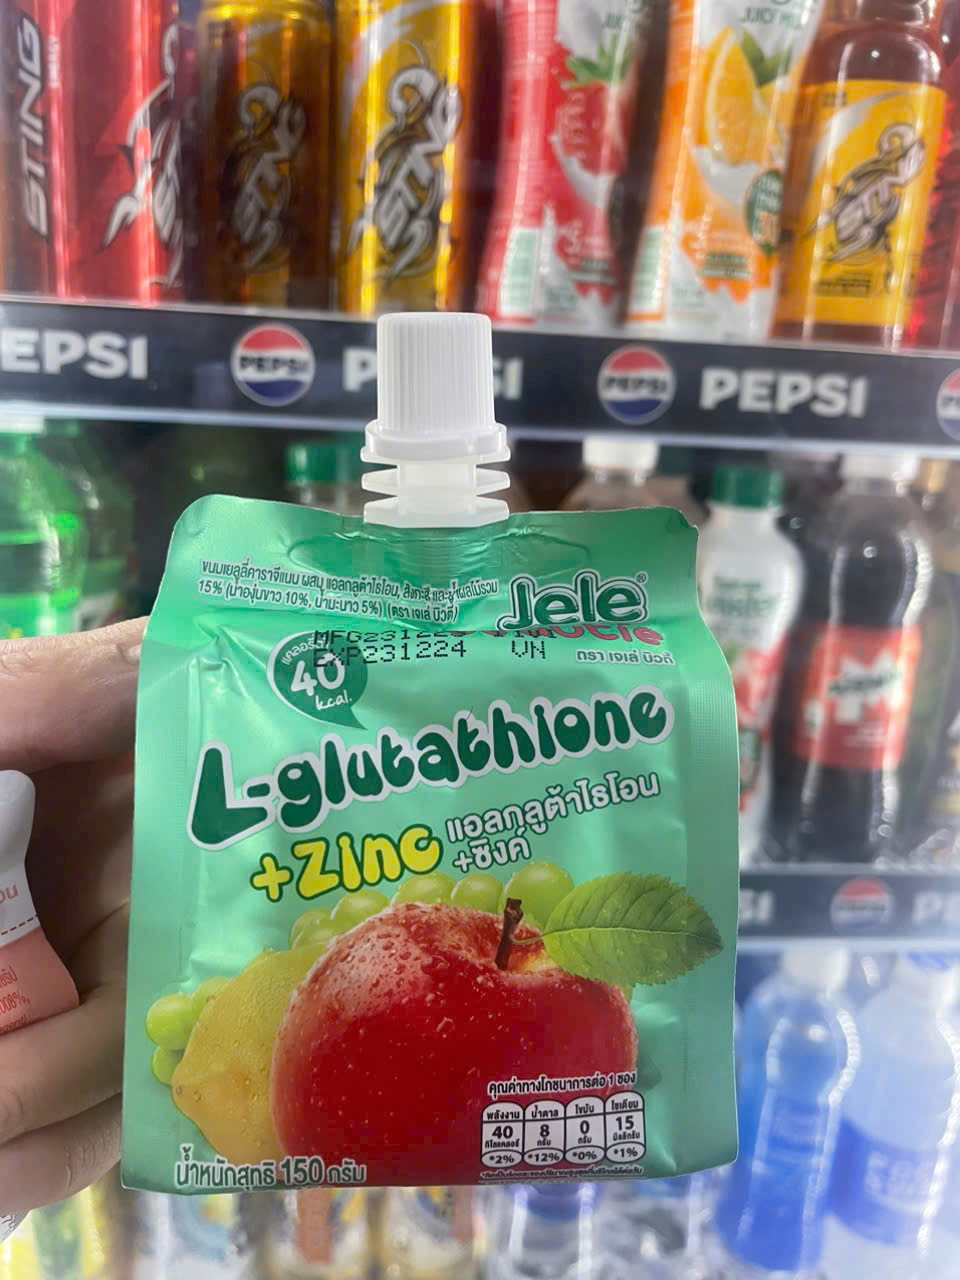 STING
STING
STING
STING
EPSI
PEPSI
PEPSI
PEPSI
ขนมเยลลี่คาราจีแนน ผสม แอลกลูตาไธโอน, สังกะสี และน้ำผลไม้รวม
15% (น้ำองุ่นขาว 10%, น้ำมะนาว 5%) (ตรา เจเล่ บิวตี้)
Jele®
ตรา เจเล่ บิวตี้
EXP231224 VN
40
kcal.
L-glutathione
+Zinc
แอลกลูต้าไธโอน
+ซิงค์
คุณค่าทางโภชนาการต่อ 1 ซอง
พลังงาน น้ำตาล ไขมัน โซเดียม
40 8 0 15
กิโลแคลอรี กรัม กรัม มิลลิกรัม
*2% *12% *0% *1%
น้ำหนักสุทธิ 150 กรัม